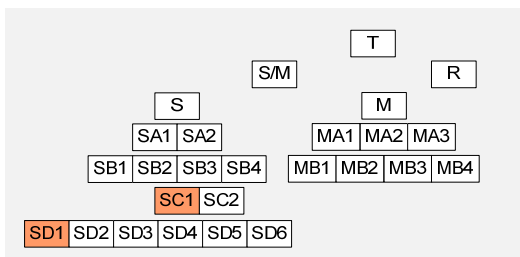 T
S/M R
S M
SA1 SA2 MA1 MA2 MA3
SB1 SB2 SB3 SB4 MB1 MB2 MB3 MB4
SC1 SC2
SD1 SD2 SD3 SD4 SD5 SD6